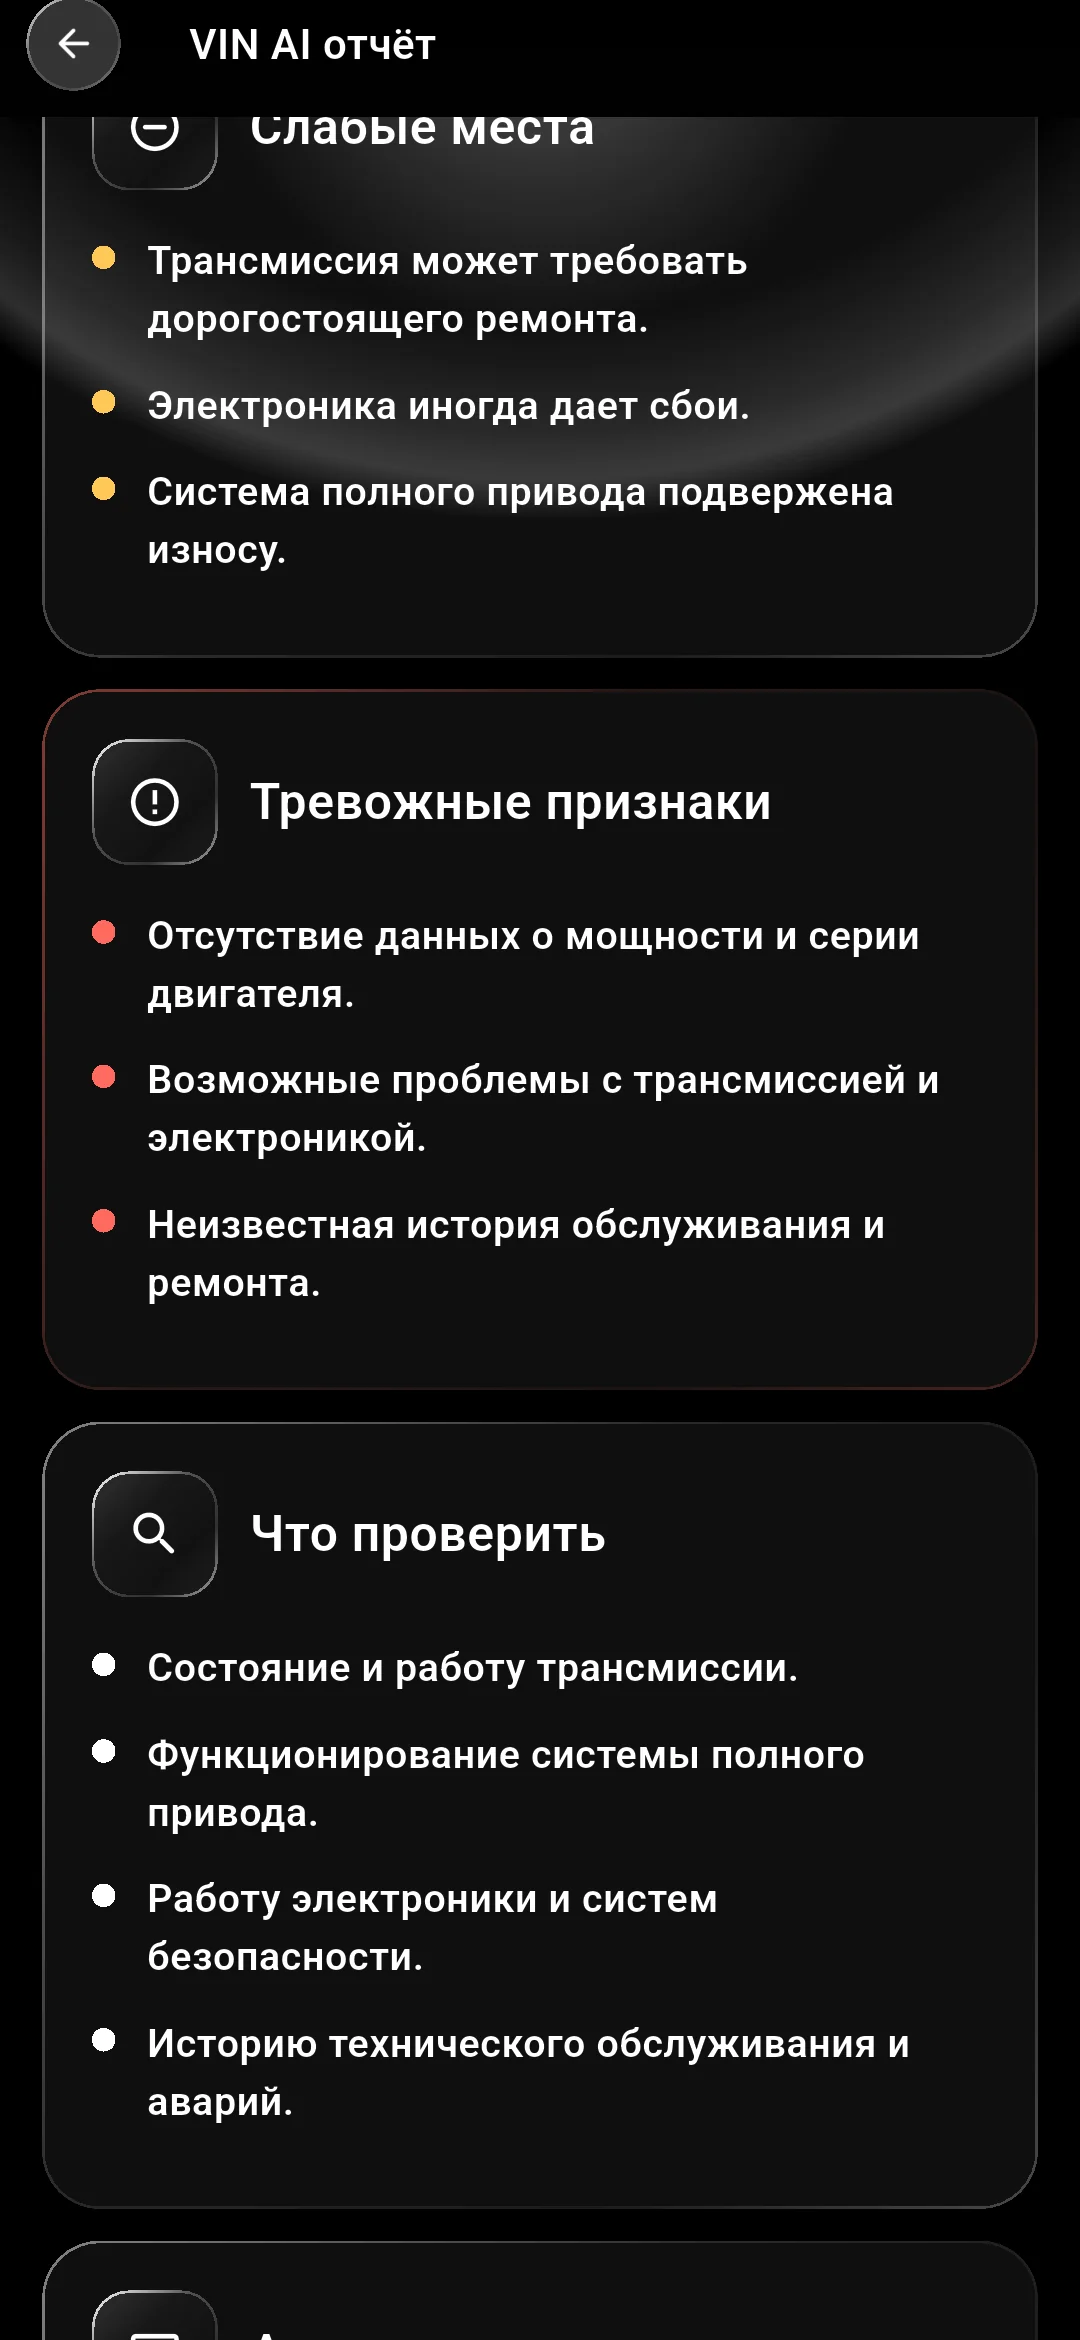 VIN AI отчёт
Слабые места
Трансмиссия может требовать
дорогостоящего ремонта.
Электроника иногда дает сбои.
Система полного привода подвержена
износу.
Тревожные признаки
Отсутствие данных о мощности и серии
двигателя.
Возможные проблемы с трансмиссией и
электроникой.
Неизвестная история обслуживания и
ремонта.
Что проверить
Состояние и работу трансмиссии.
Функционирование системы полного
привода.
Работу электроники и систем
безопасности.
Историю технического обслуживания и
аварий.